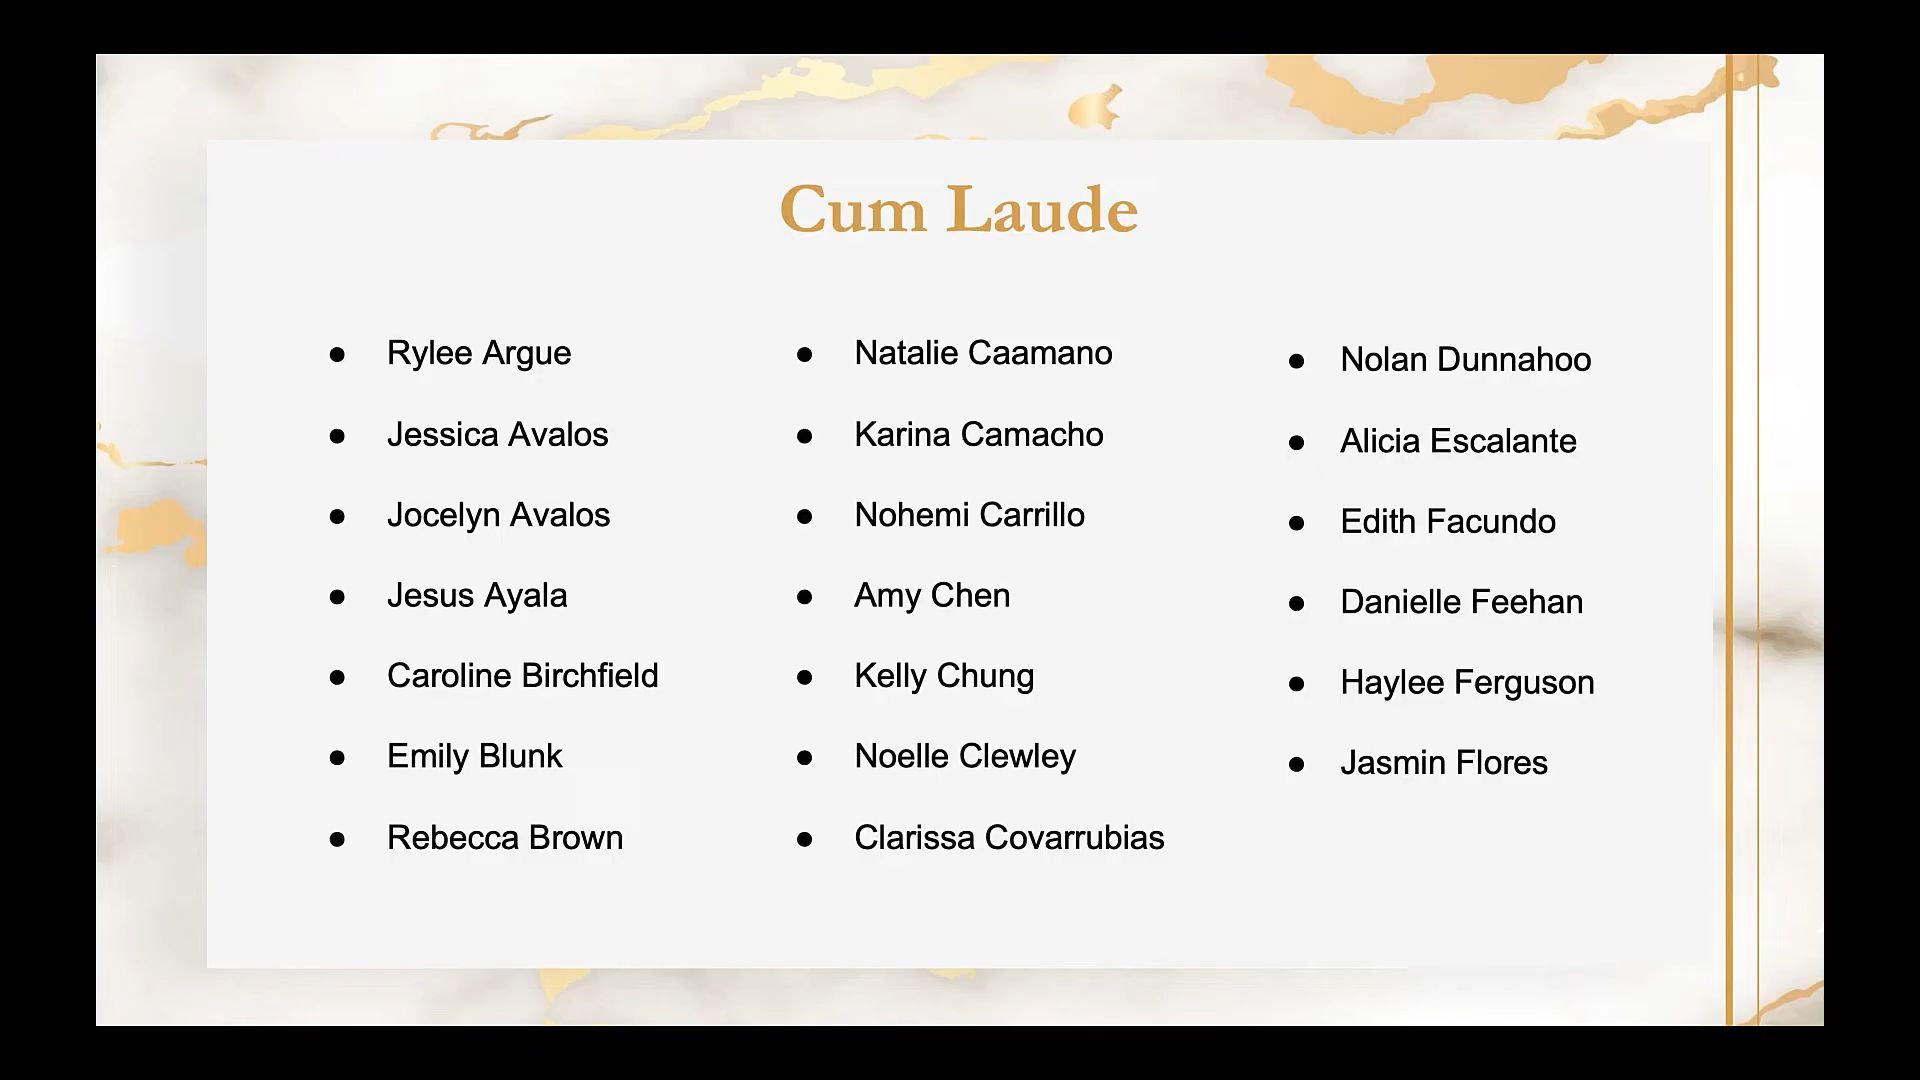 Cum Laude
● Rylee Argue
● Jessica Avalos
● Jocelyn Avalos
● Jesus Ayala
● Caroline Birchfield
● Emily Blunk
● Rebecca Brown
● Natalie Caamano
● Karina Camacho
● Nohemi Carrillo
● Amy Chen
● Kelly Chung
● Noelle Clewley
● Clarissa Covarrubias
● Nolan Dunnahoo
● Alicia Escalante
● Edith Facundo
● Danielle Feehan
● Haylee Ferguson
● Jasmin Flores